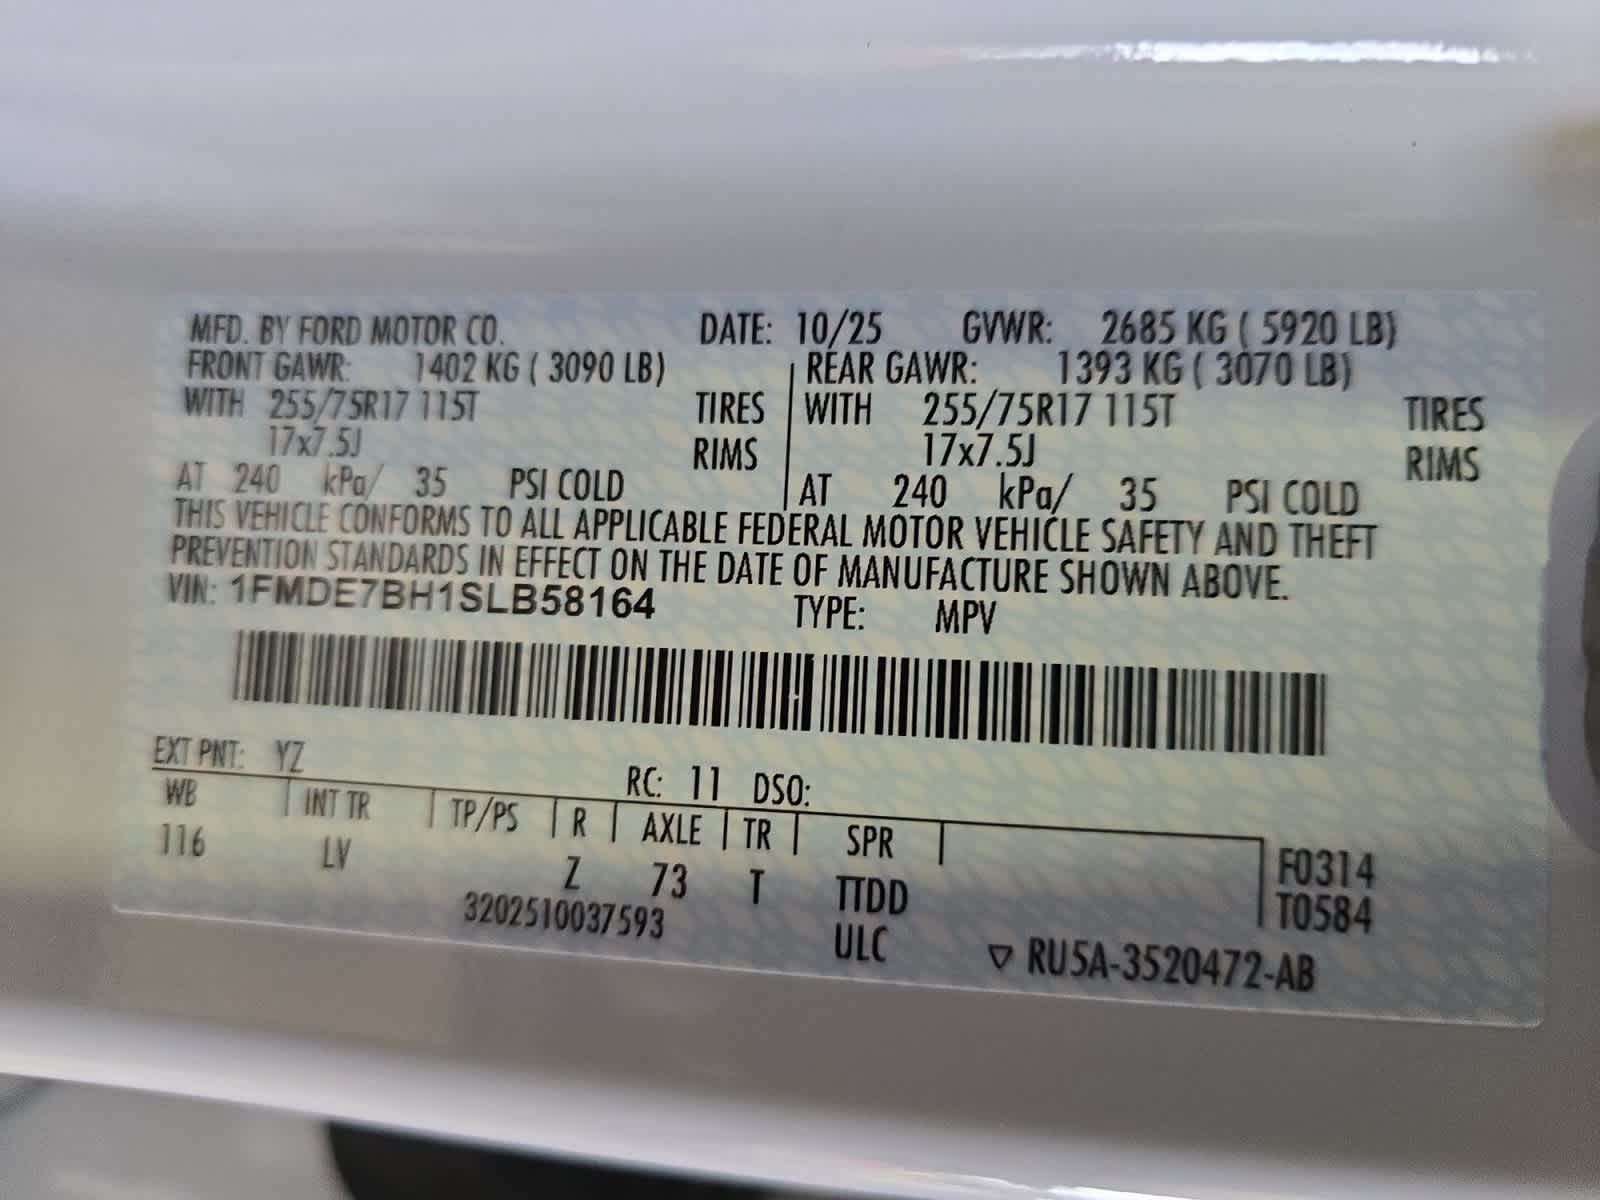 MFD. BY FORD MOTOR CO. DATE: 10/25 GVWR: 2685 KG ( 5920 LB)
FRONT GAWR: 1402 KG ( 3090 LB) REAR GAWR: 1393 KG ( 3070 LB)
WITH 255/75R17 115T TIRES WITH 255/75R17 115T TIRES
17x7.5J RIMS 17x7.5J RIMS
AT 240 kPa/ 35 PSI COLD AT 240 kPa/ 35 PSI COLD
THIS VEHICLE CONFORMS TO ALL APPLICABLE FEDERAL MOTOR VEHICLE SAFETY AND THEFT
PREVENTION STANDARDS IN EFFECT ON THE DATE OF MANUFACTURE SHOWN ABOVE.
VIN: 1FMDE7BH1SLB58164 TYPE: MPV
EXT PNT: YZ RC: 11 DSO:
WB INT TR TP/PS R AXLE TR SPR
116 LV Z 73 T TTDD F0314
T0584
3202510037593 ULC ▽ RU5A-3520472-AB